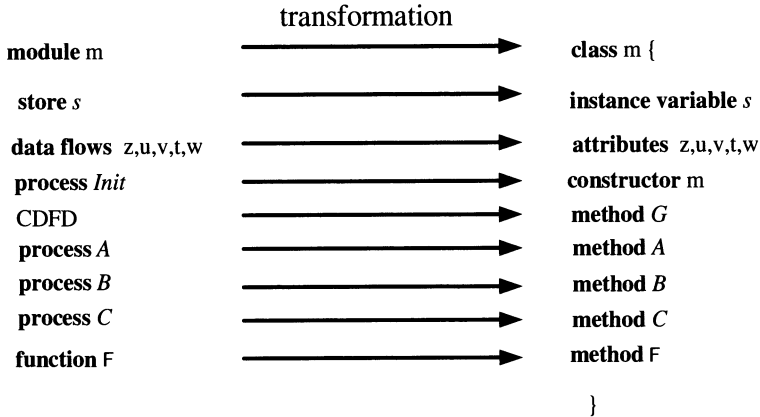 transformation
module m class m {
store s instance variable s
data flows z,u,v,t,w attributes z,u,v,t,w
process Init constructor m
CDFD method G
process A method A
process B method B
process C method C
function F method F
}